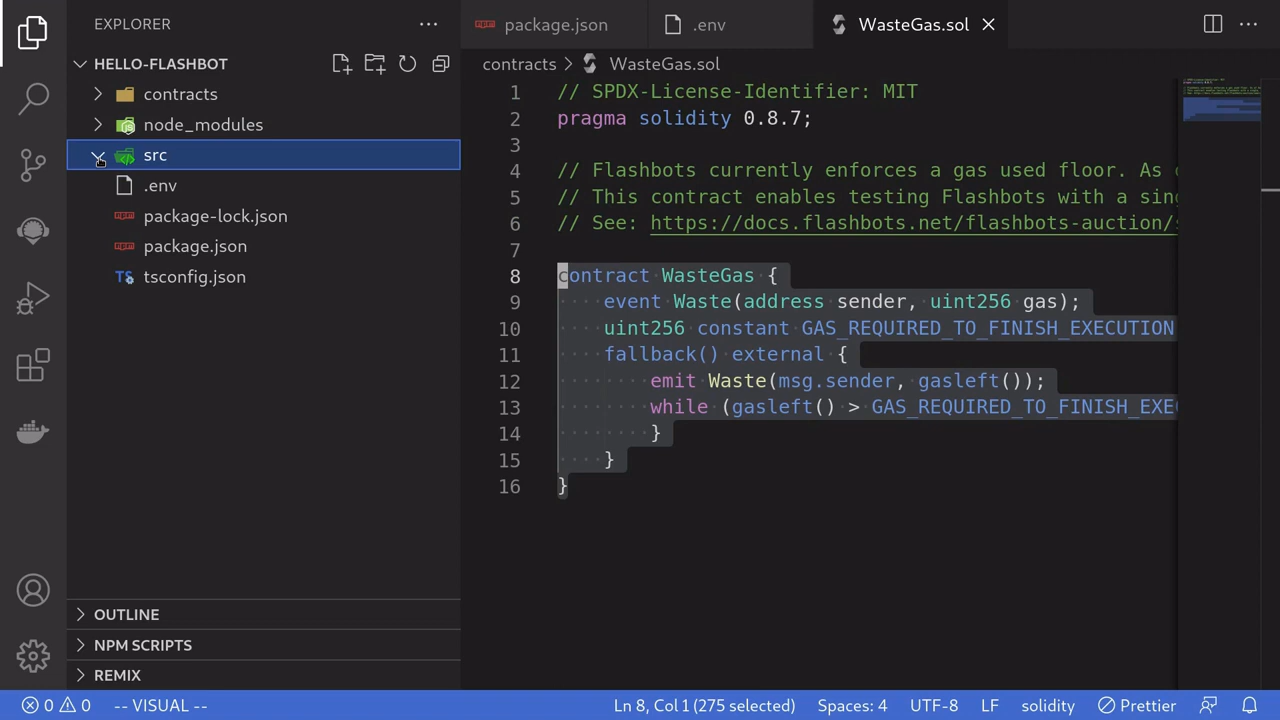 EXPLORER
HELLO-FLASHBOT
contracts
node_modules
src
.env
package-lock.json
package.json
tsconfig.json
OUTLINE
NPM SCRIPTS
REMIX
package.json
.env
WasteGas.sol
contracts > WasteGas.sol
1 // SPDX-License-Identifier: MIT
2 pragma solidity 0.8.7;
3
4 // Flashbots currently enforces a gas used floor. As
5 // This contract enables testing Flashbots with a sing
6 // See: https://docs.flashbots.net/flashbots-auction/
7
8 contract WasteGas {
9 event Waste(address sender, uint256 gas);
10 uint256 constant GAS_REQUIRED_TO_FINISH_EXECUTION
11 fallback() external {
12 emit Waste(msg.sender, gasleft());
13 while (gasleft() > GAS_REQUIRED_TO_FINISH_EXE
14 }
15 }
16 }
0 0 -- VISUAL -- Ln 8, Col 1 (275 selected) Spaces: 4 UTF-8 LF solidity Prettier